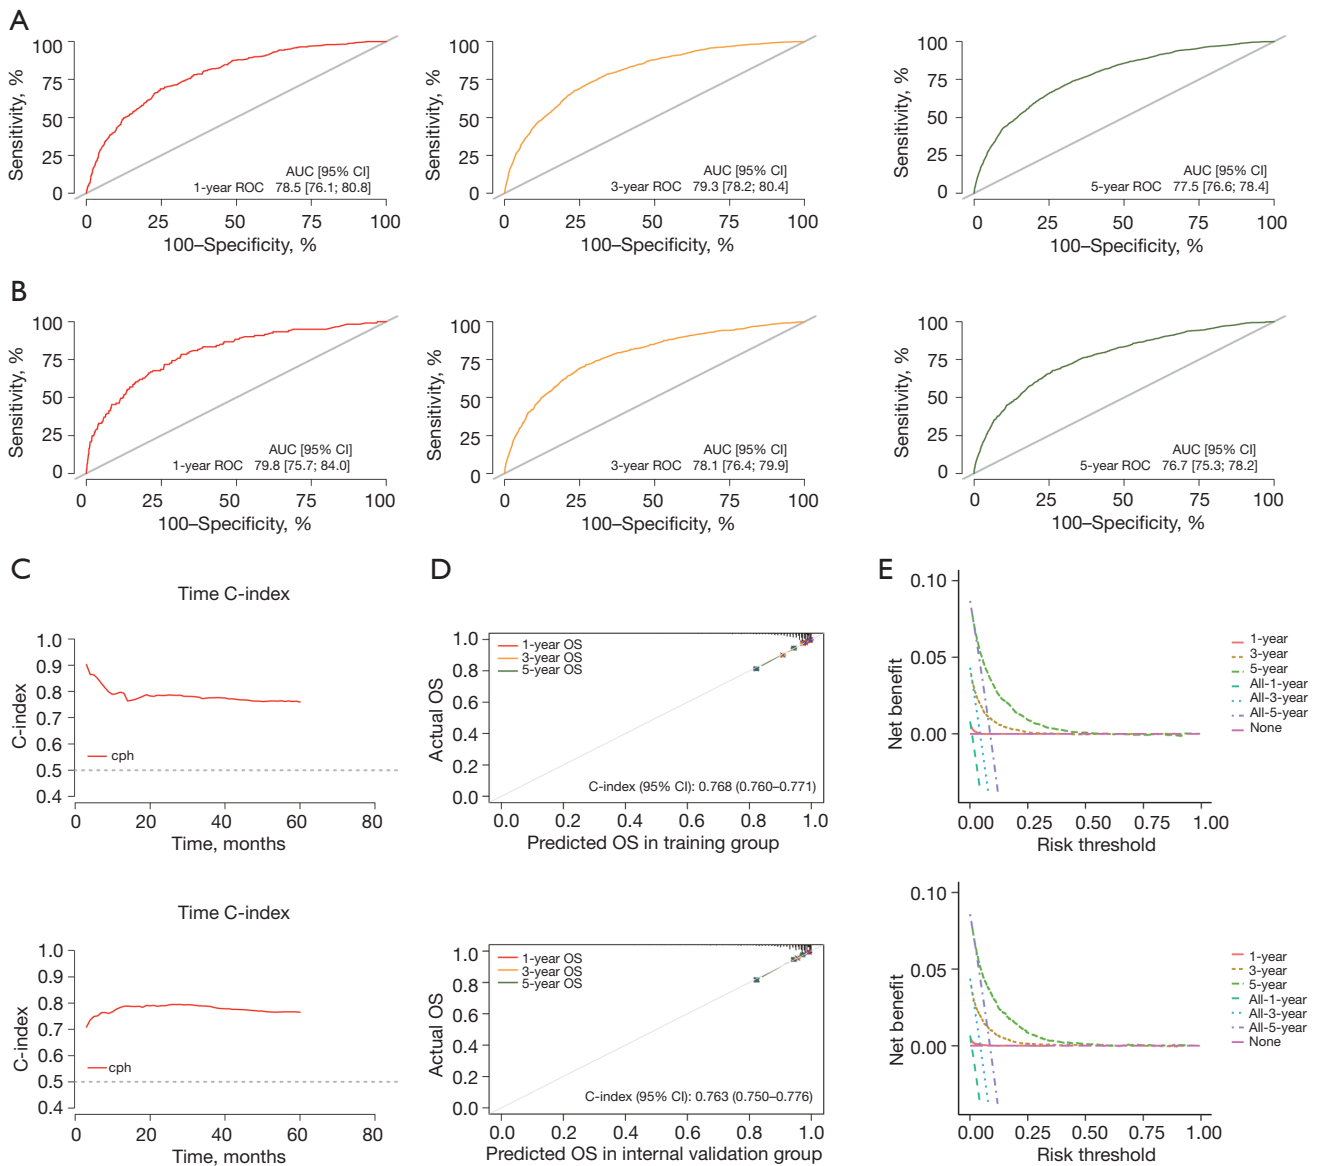 A
Sensitivity, %
100
75
50
25
0
AUC [95% CI]
1-year ROC 78.5 [76.1; 80.8]
0 25 50 75 100
100–Specificity, %
Sensitivity, %
100
75
50
25
0
AUC [95% CI]
3-year ROC 79.3 [78.2; 80.4]
0 25 50 75 100
100–Specificity, %
Sensitivity, %
100
75
50
25
0
AUC [95% CI]
5-year ROC 77.5 [76.6; 78.4]
0 25 50 75 100
100–Specificity, %
B
Sensitivity, %
100
75
50
25
0
AUC [95% CI]
1-year ROC 79.8 [75.7; 84.0]
0 25 50 75 100
100–Specificity, %
Sensitivity, %
100
75
50
25
0
AUC [95% CI]
3-year ROC 78.1 [76.4; 79.9]
0 25 50 75 100
100–Specificity, %
Sensitivity, %
100
75
50
25
0
AUC [95% CI]
5-year ROC 76.7 [75.3; 78.2]
0 25 50 75 100
100–Specificity, %
C
Time C-index
C-index
1.0
0.9
0.8
0.7
0.6
0.5
0.4
cph
0 20 40 60 80
Time, months
Time C-index
C-index
1.0
0.9
0.8
0.7
0.6
0.5
0.4
cph
0 20 40 60 80
Time, months
D
Actual OS
1.0
0.8
0.6
0.4
0.2
0.0
1-year OS
3-year OS
5-year OS
C-index (95% CI): 0.768 (0.760–0.771)
0.0 0.2 0.4 0.6 0.8 1.0
Predicted OS in training group
Actual OS
1.0
0.8
0.6
0.4
0.2
0.0
1-year OS
3-year OS
5-year OS
C-index (95% CI): 0.763 (0.750–0.776)
0.0 0.2 0.4 0.6 0.8 1.0
Predicted OS in internal validation group
E
Net benefit
0.10
0.05
0.00
1-year
3-year
5-year
All-1-year
All-3-year
All-5-year
None
0.00 0.25 0.50 0.75 1.00
Risk threshold
Net benefit
0.10
0.05
0.00
1-year
3-year
5-year
All-1-year
All-3-year
All-5-year
None
0.00 0.25 0.50 0.75 1.00
Risk threshold